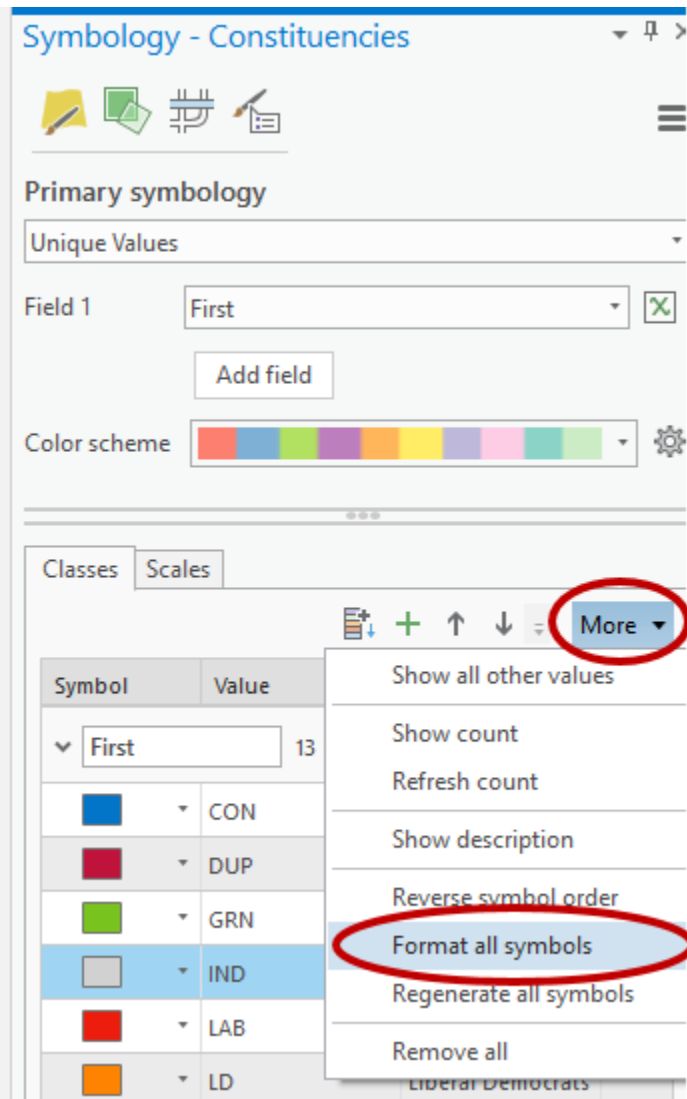 Symbology - Constituencies
Primary symbology
Unique Values
Field 1 First
Add field
Color scheme
Classes Scales
More
Symbol Value
Show all other values
First 13
Show count
Refresh count
CON
Show description
DUP
Reverse symbol order
GRN
Format all symbols
IND
Regenerate all symbols
LAB
Remove all
LD Liberal Democrats